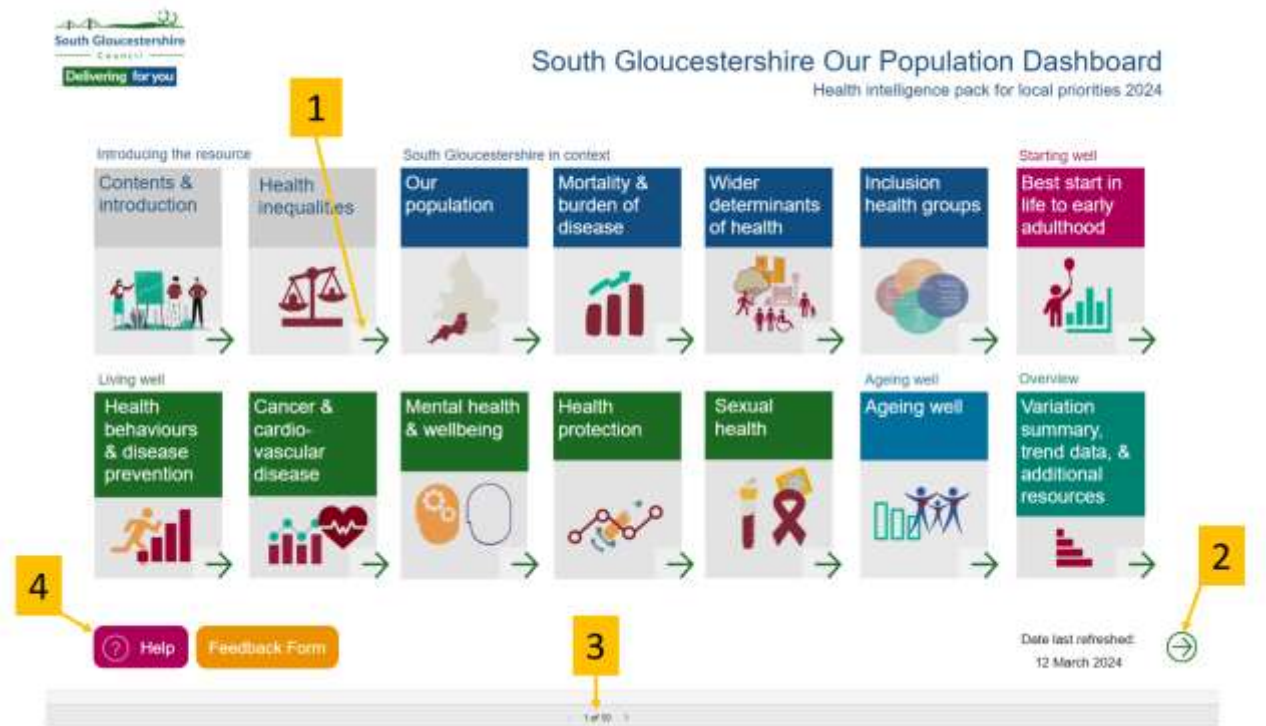 South Gloucestershire
Council
Delivering for you
South Gloucestershire Our Population Dashboard
Health intelligence pack for local priorities 2024
1
Introducing the resource
South Gloucestershire in context
Starting well
Contents &
introduction
Health
inequalities
Our
population
Mortality &
burden of
disease
Wider
determinants
of health
Inclusion
health groups
Best start in
life to early
adulthood
Living well
Ageing well
Overview
Health
behaviours
& disease
prevention
Cancer &
cardio-
vascular
disease
Mental health
& wellbeing
Health
protection
Sexual
health
Ageing well
Variation
summary,
trend data, &
additional
resources
2
4
? Help
Feedback Form
3
Date last refreshed:
12 March 2024
1 of